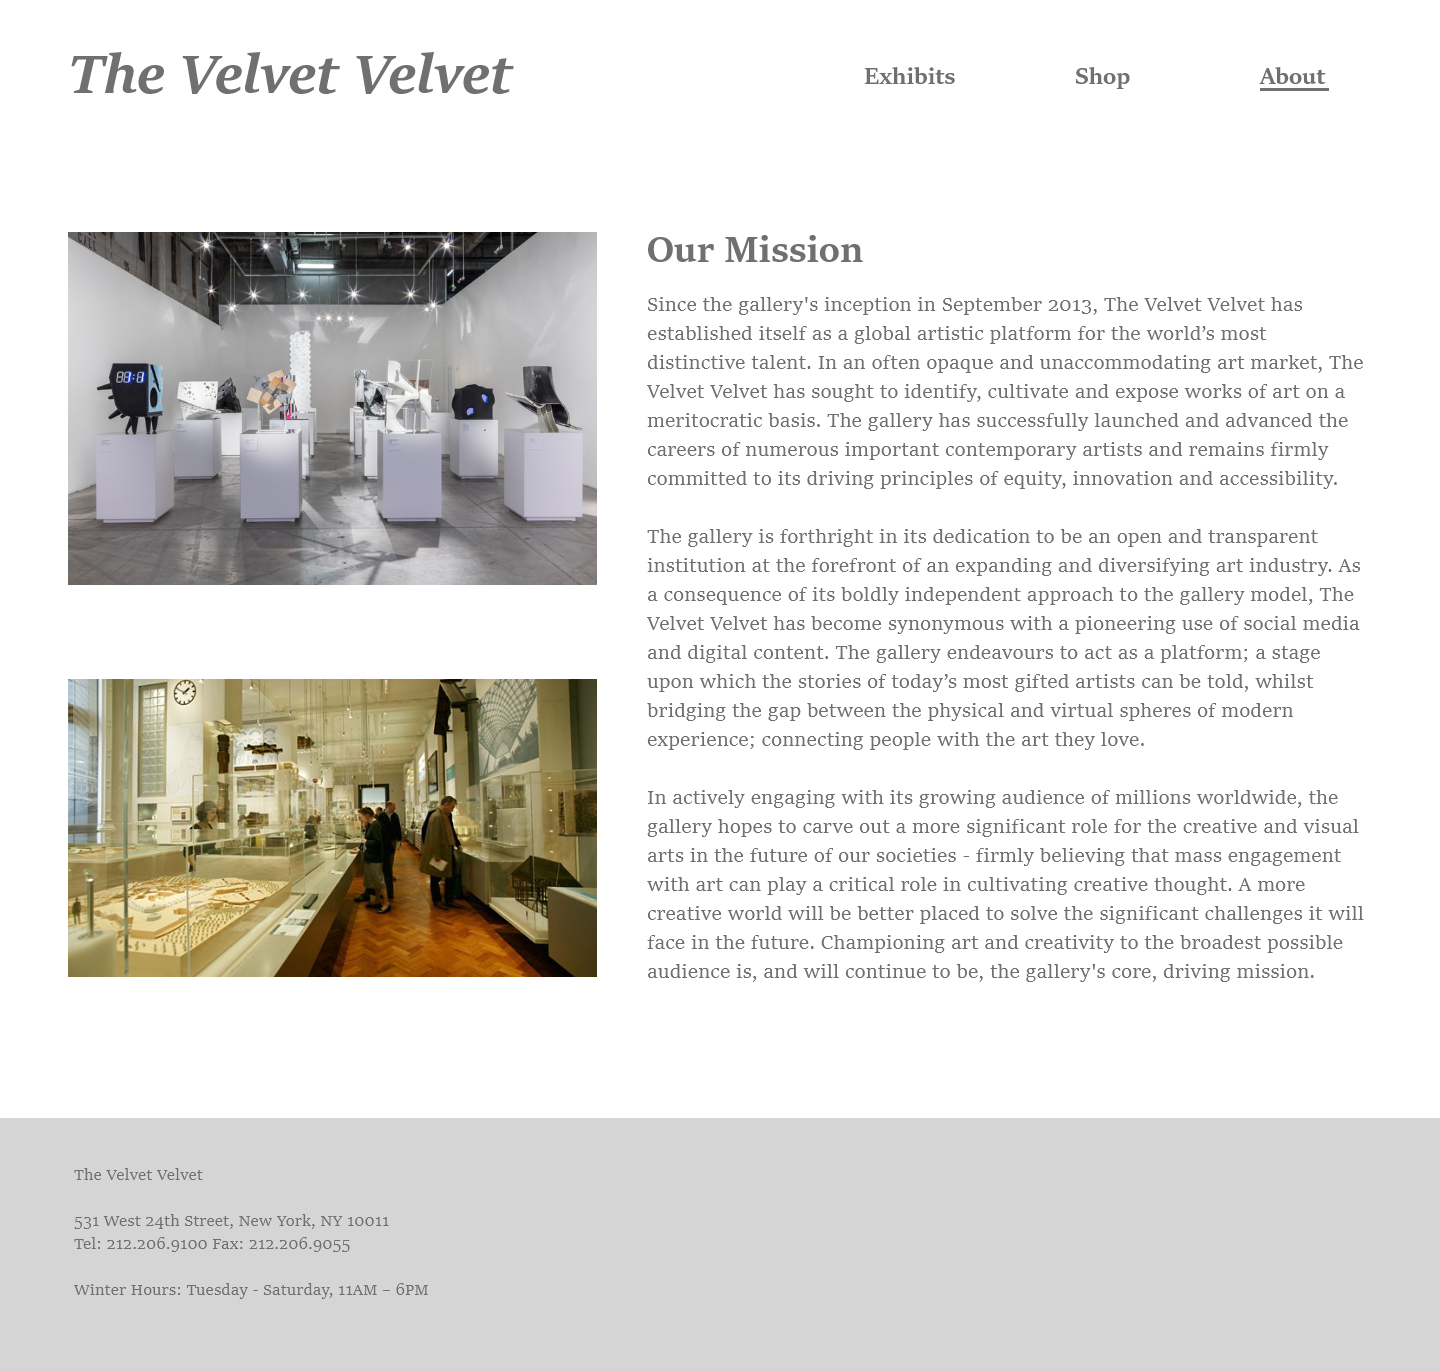 The Velvet Velvet
Exhibits
Shop
About
Our Mission
Since the gallery's inception in September 2013, The Velvet Velvet has
established itself as a global artistic platform for the world’s most
distinctive talent. In an often opaque and unaccommodating art market, The
Velvet Velvet has sought to identify, cultivate and expose works of art on a
meritocratic basis. The gallery has successfully launched and advanced the
careers of numerous important contemporary artists and remains firmly
committed to its driving principles of equity, innovation and accessibility.
The gallery is forthright in its dedication to be an open and transparent
institution at the forefront of an expanding and diversifying art industry. As
a consequence of its boldly independent approach to the gallery model, The
Velvet Velvet has become synonymous with a pioneering use of social media
and digital content. The gallery endeavours to act as a platform; a stage
upon which the stories of today’s most gifted artists can be told, whilst
bridging the gap between the physical and virtual spheres of modern
experience; connecting people with the art they love.
In actively engaging with its growing audience of millions worldwide, the
gallery hopes to carve out a more significant role for the creative and visual
arts in the future of our societies - firmly believing that mass engagement
with art can play a critical role in cultivating creative thought. A more
creative world will be better placed to solve the significant challenges it will
face in the future. Championing art and creativity to the broadest possible
audience is, and will continue to be, the gallery's core, driving mission.
The Velvet Velvet
531 West 24th Street, New York, NY 10011
Tel: 212.206.9100 Fax: 212.206.9055
Winter Hours: Tuesday - Saturday, 11AM – 6PM